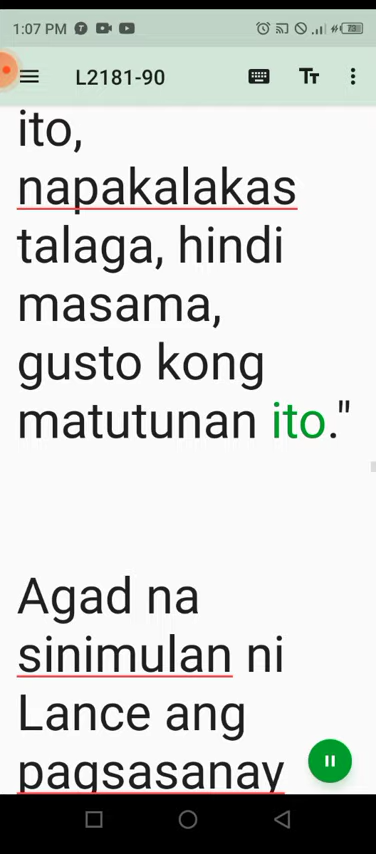 1:07 PM
L2181-90
ito,
napakalakas
talaga, hindi
masama,
gusto kong
matutunan ito."
Agad na
sinimulan ni
Lance ang
pagsasanay